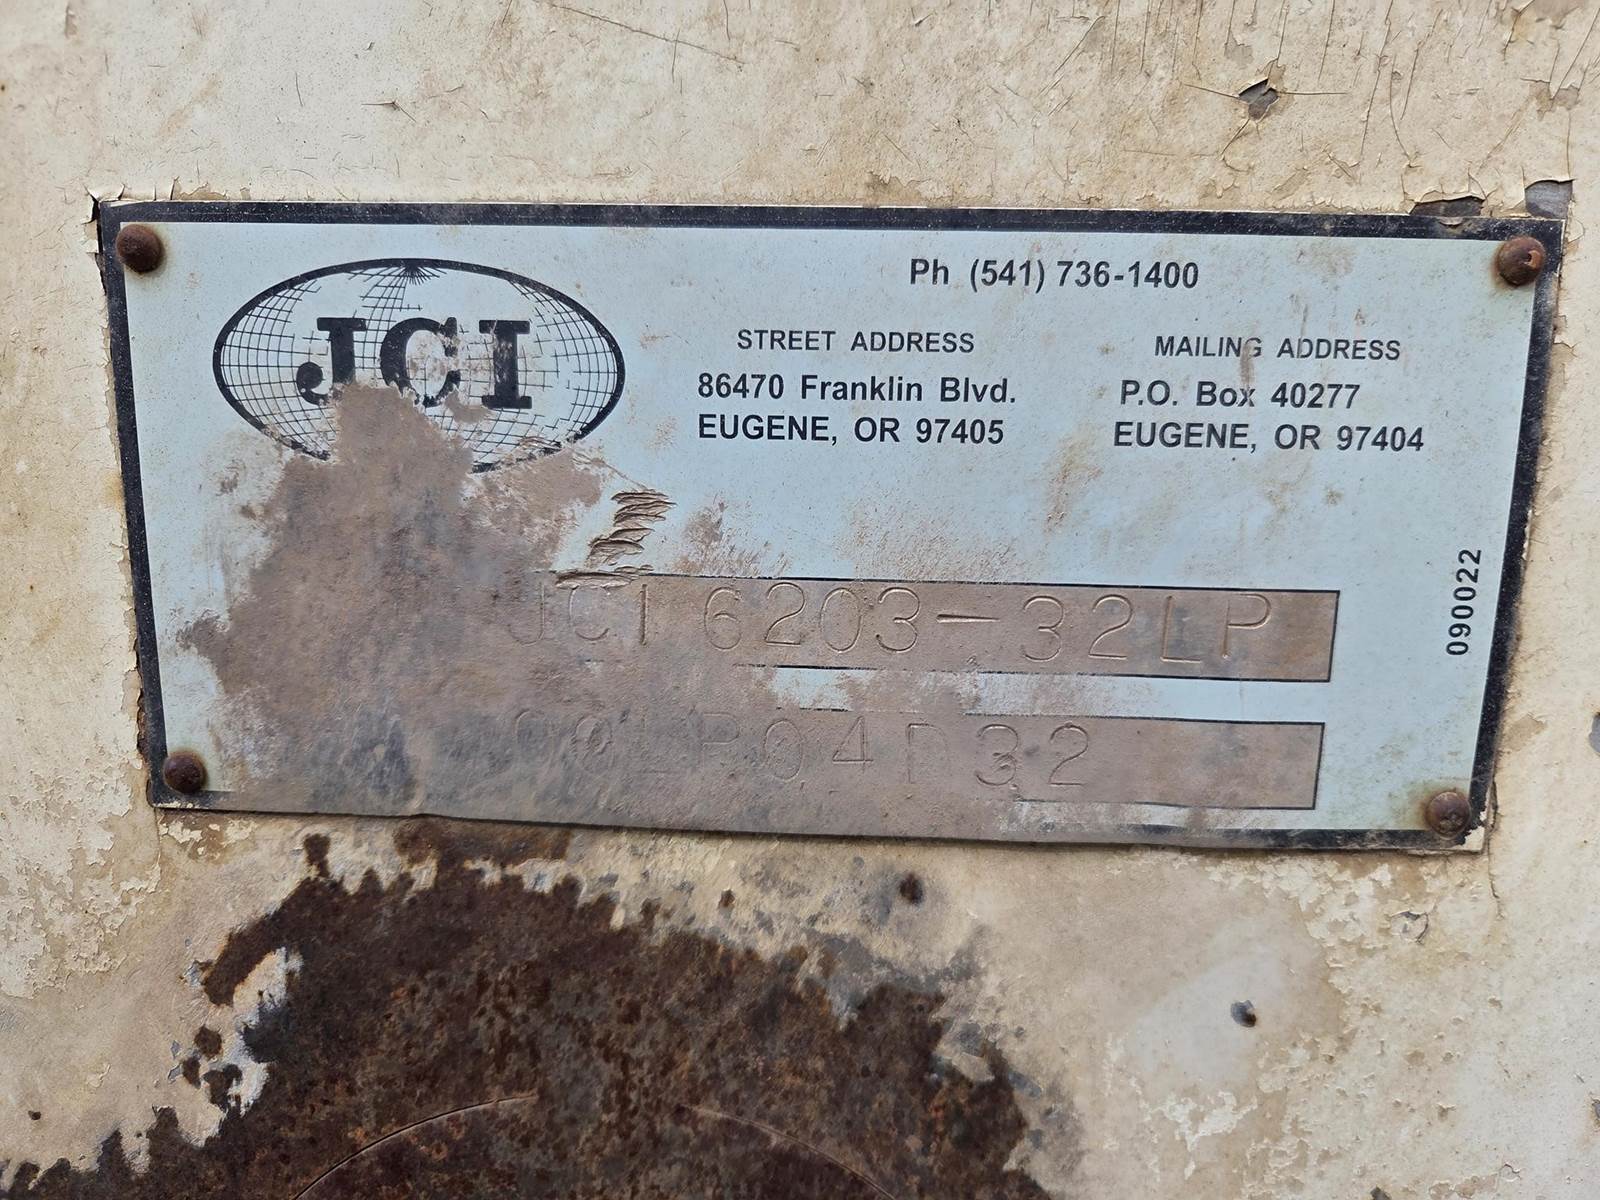 JCI
Ph (541) 736-1400
STREET ADDRESS
86470 Franklin Blvd.
EUGENE, OR 97405
MAILING ADDRESS
P.O. Box 40277
EUGENE, OR 97404
JCI 6203-32LP
08LP04D32
090022